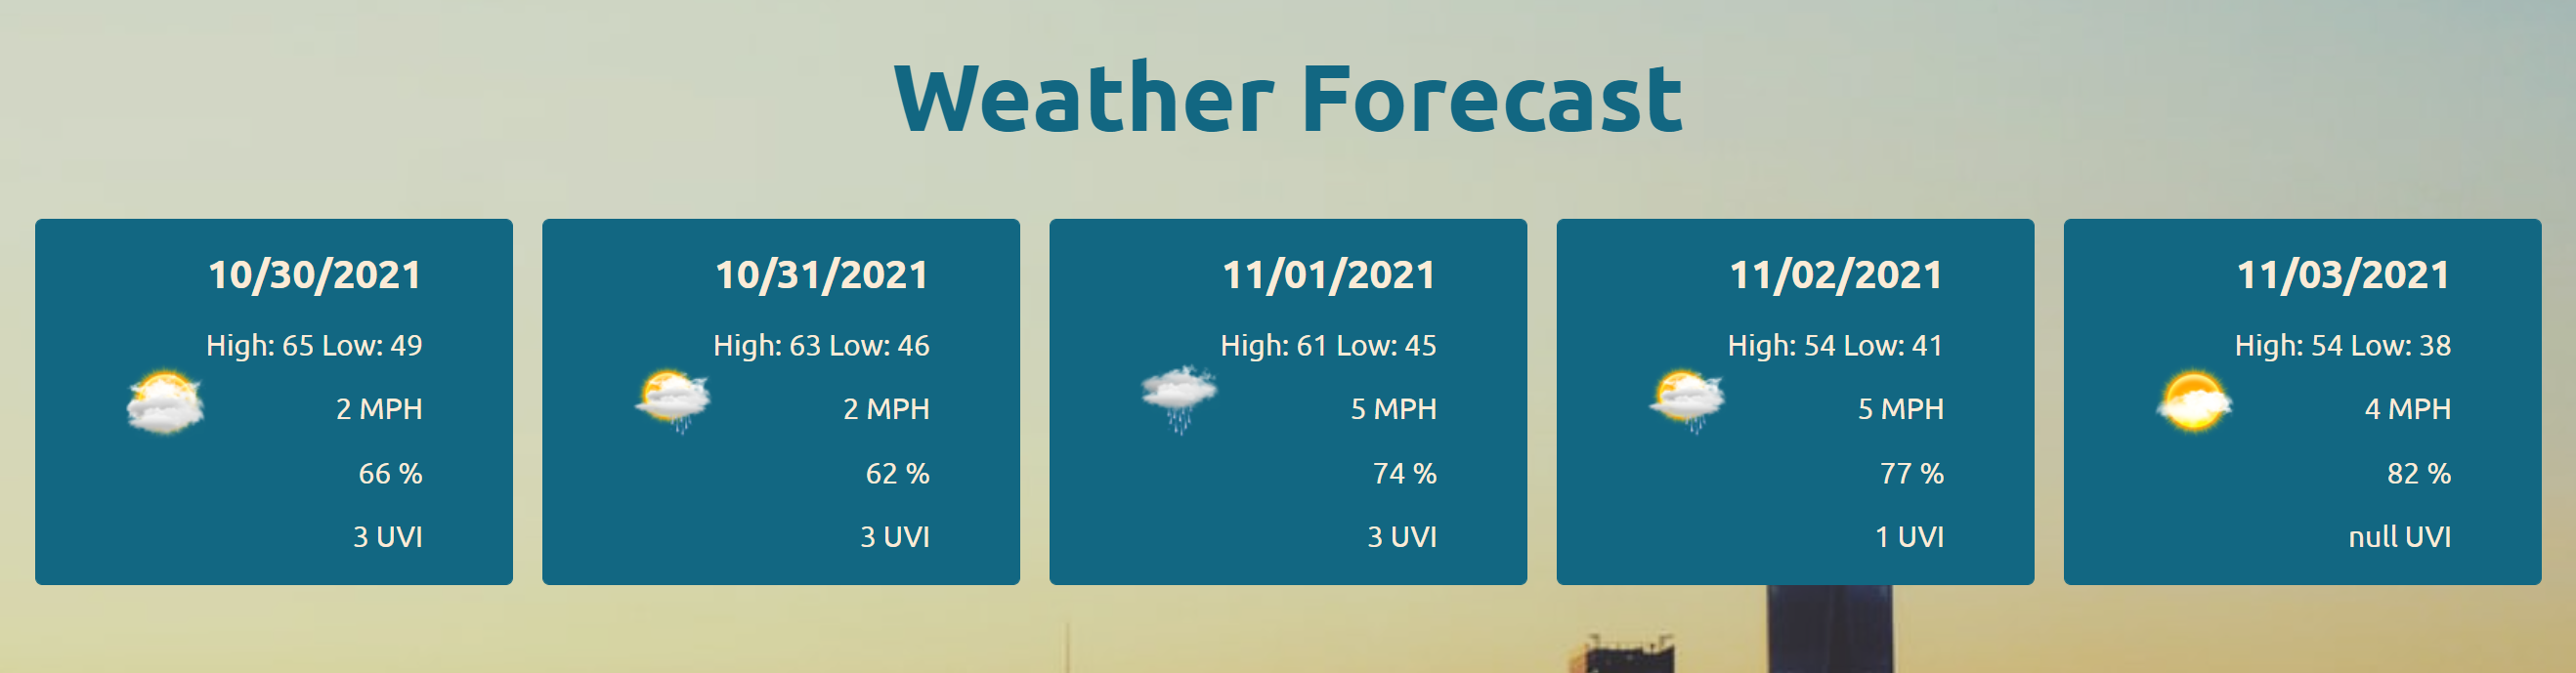 Weather Forecast
10/30/2021
High: 65 Low: 49
2 MPH
66 %
3 UVI
10/31/2021
High: 63 Low: 46
2 MPH
62 %
3 UVI
11/01/2021
High: 61 Low: 45
5 MPH
74 %
3 UVI
11/02/2021
High: 54 Low: 41
5 MPH
77 %
1 UVI
11/03/2021
High: 54 Low: 38
4 MPH
82 %
null UVI